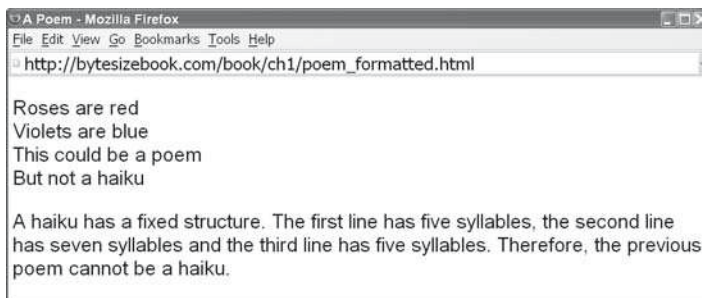 A Poem - Mozilla Firefox
File Edit View Go Bookmarks Tools Help
http://bytesizebook.com/book/ch1/poem_formatted.html
Roses are red
Violets are blue
This could be a poem
But not a haiku
A haiku has a fixed structure. The first line has five syllables, the second line
has seven syllables and the third line has five syllables. Therefore, the previous
poem cannot be a haiku.